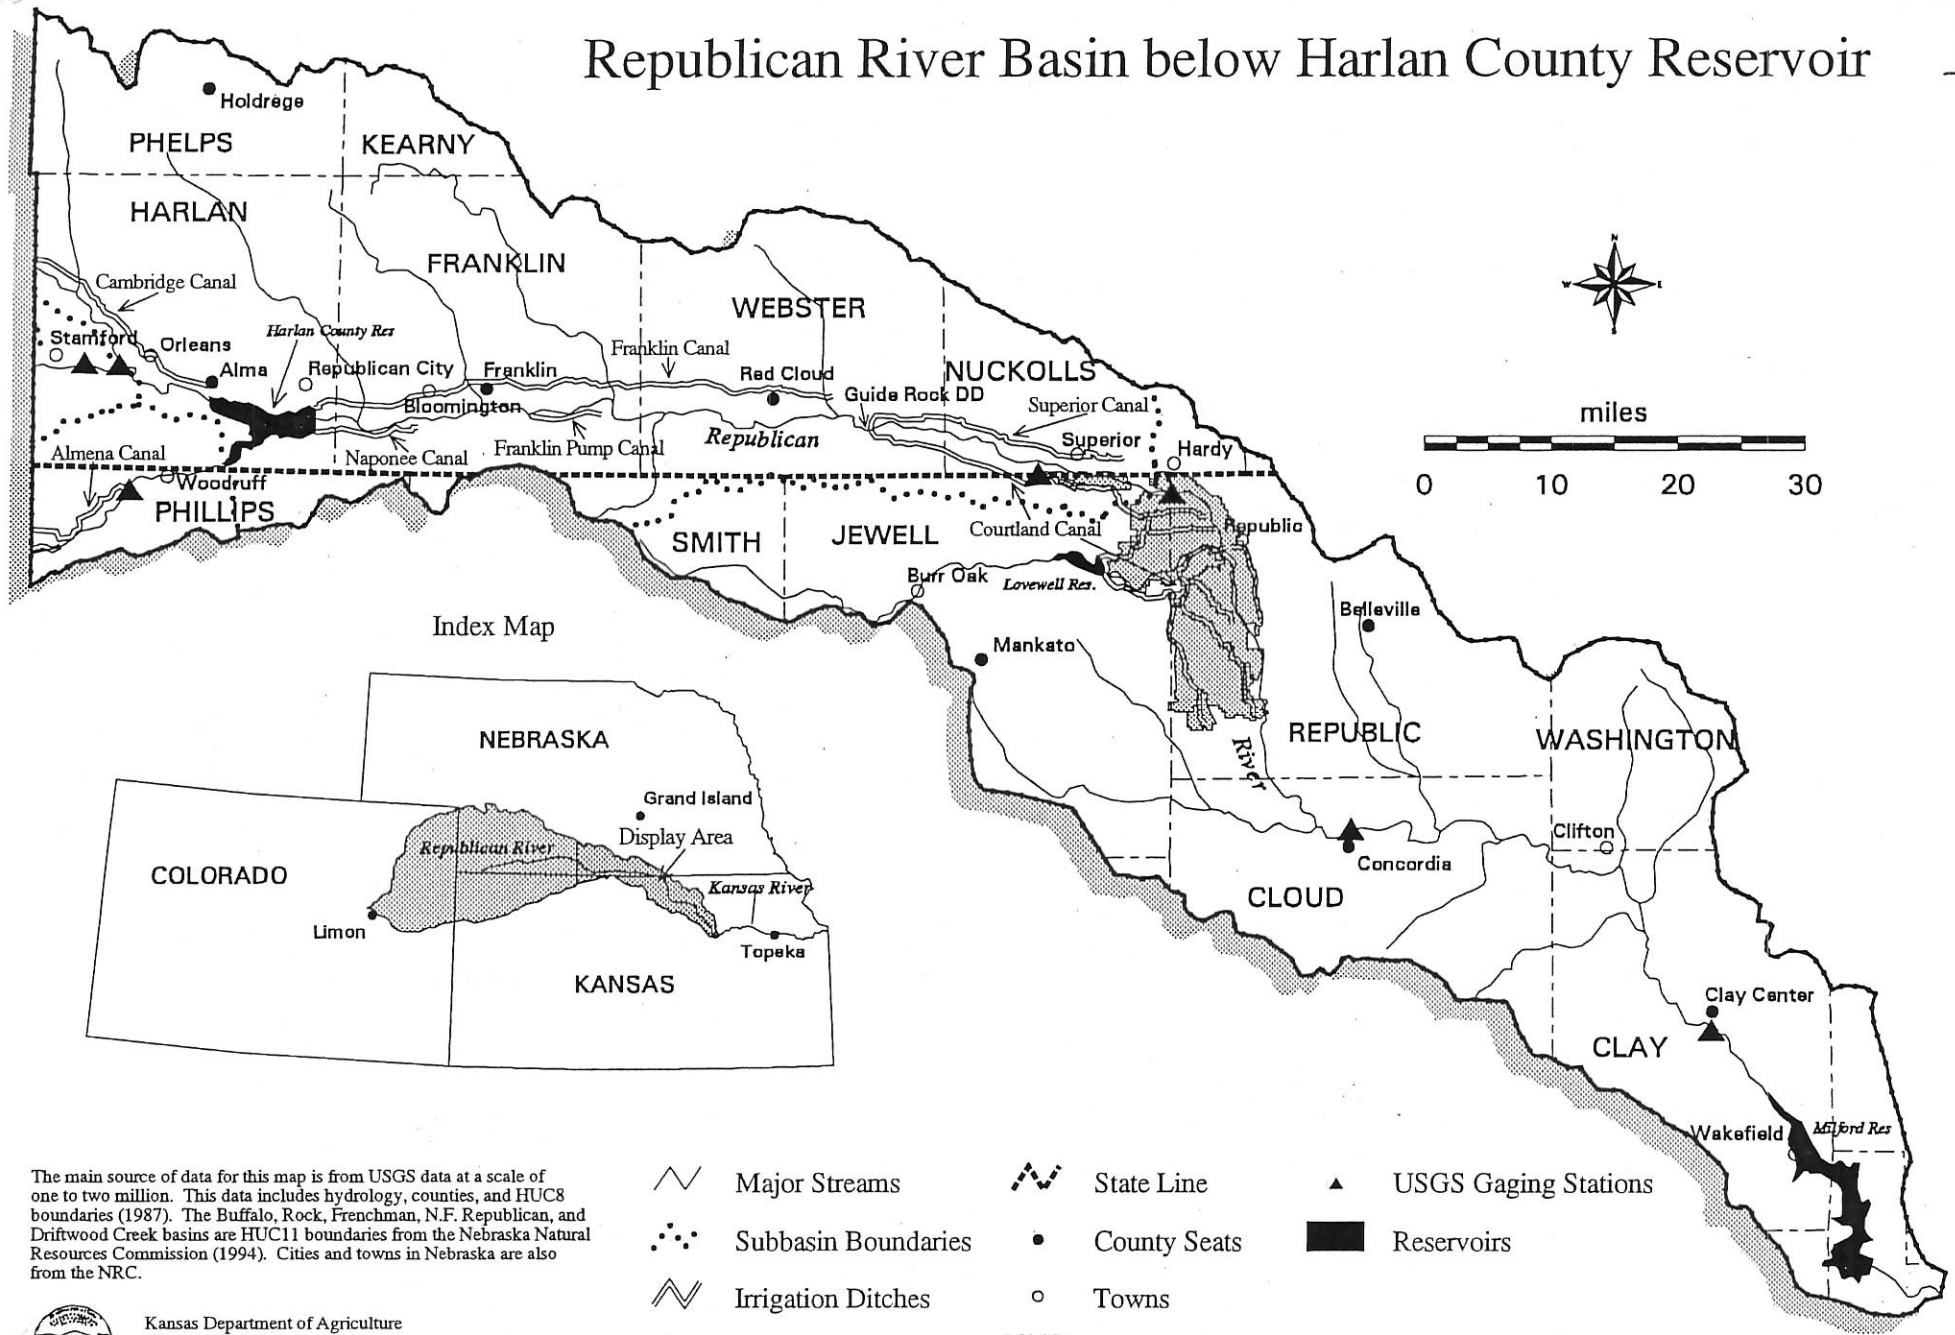 Republican River Basin below Harlan County Reservoir
Holdrege
PHELPS
KEARNY
HARLAN
FRANKLIN
Cambridge Canal
WEBSTER
Harlan County Res
Stamford
Orleans
Franklin Canal
Alma
Republican City
Franklin
Red Cloud
NUCKOLLS
Guide Rock DD
Bloomington
Superior Canal
miles
Republican
Superior
Hardy
Almena Canal
Naponee Canal
Franklin Pump Canal
0 10 20 30
Woodruff
PHILLIPS
Courtland Canal
Republic
SMITH
JEWELL
Burr Oak
Lovewell Res.
Belleville
Mankato
REPUBLIC
WASHINGTON
River
Clifton
Concordia
CLOUD
Clay Center
CLAY
Wakefield
Milford Res
N
W
E
S
Index Map
NEBRASKA
Grand Island
Display Area
Republican River
COLORADO
Kansas River
Limon
Topeka
KANSAS
The main source of data for this map is from USGS data at a scale of
one to two million. This data includes hydrology, counties, and HUC8
boundaries (1987). The Buffalo, Rock, Frenchman, N.F. Republican, and
Driftwood Creek basins are HUC11 boundaries from the Nebraska Natural
Resources Commission (1994). Cities and towns in Nebraska are also
from the NRC.
Kansas Department of Agriculture
Major Streams
State Line
USGS Gaging Stations
Subbasin Boundaries
County Seats
Reservoirs
Irrigation Ditches
Towns